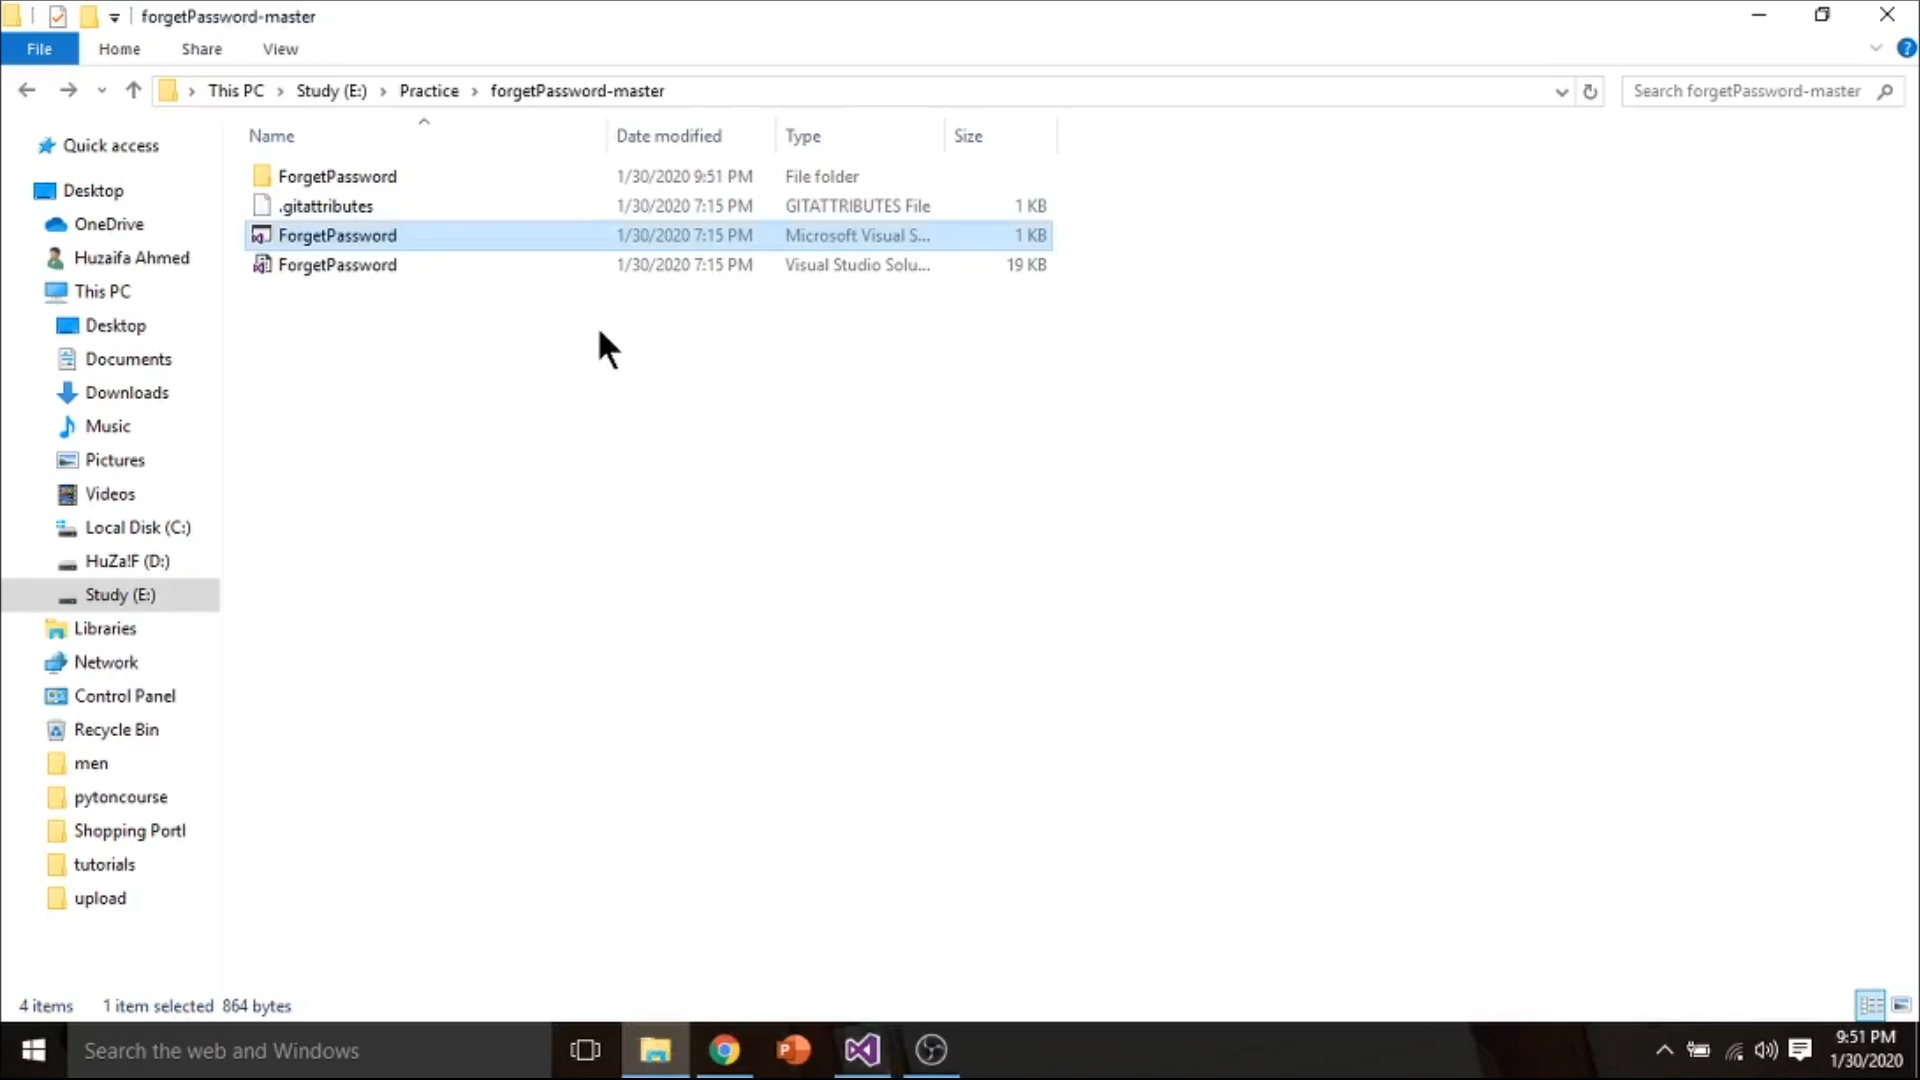 forgetPassword-master
File Home Share View
This PC Study (E:) Practice forgetPassword-master Search forgetPassword-master
Name Date modified Type Size
ForgetPassword 1/30/2020 9:51 PM File folder
.gitattributes 1/30/2020 7:15 PM GITATTRIBUTES File 1 KB
ForgetPassword 1/30/2020 7:15 PM Microsoft Visual S... 1 KB
ForgetPassword 1/30/2020 7:15 PM Visual Studio Solu... 19 KB
Quick access
Desktop
OneDrive
Huzaifa Ahmed
This PC
Desktop
Documents
Downloads
Music
Pictures
Videos
Local Disk (C:)
HuZa!F (D:)
Study (E:)
Libraries
Network
Control Panel
Recycle Bin
men
pytoncourse
Shopping Portl
tutorials
upload
4 items 1 item selected 864 bytes
Search the web and Windows
9:51 PM
1/30/2020